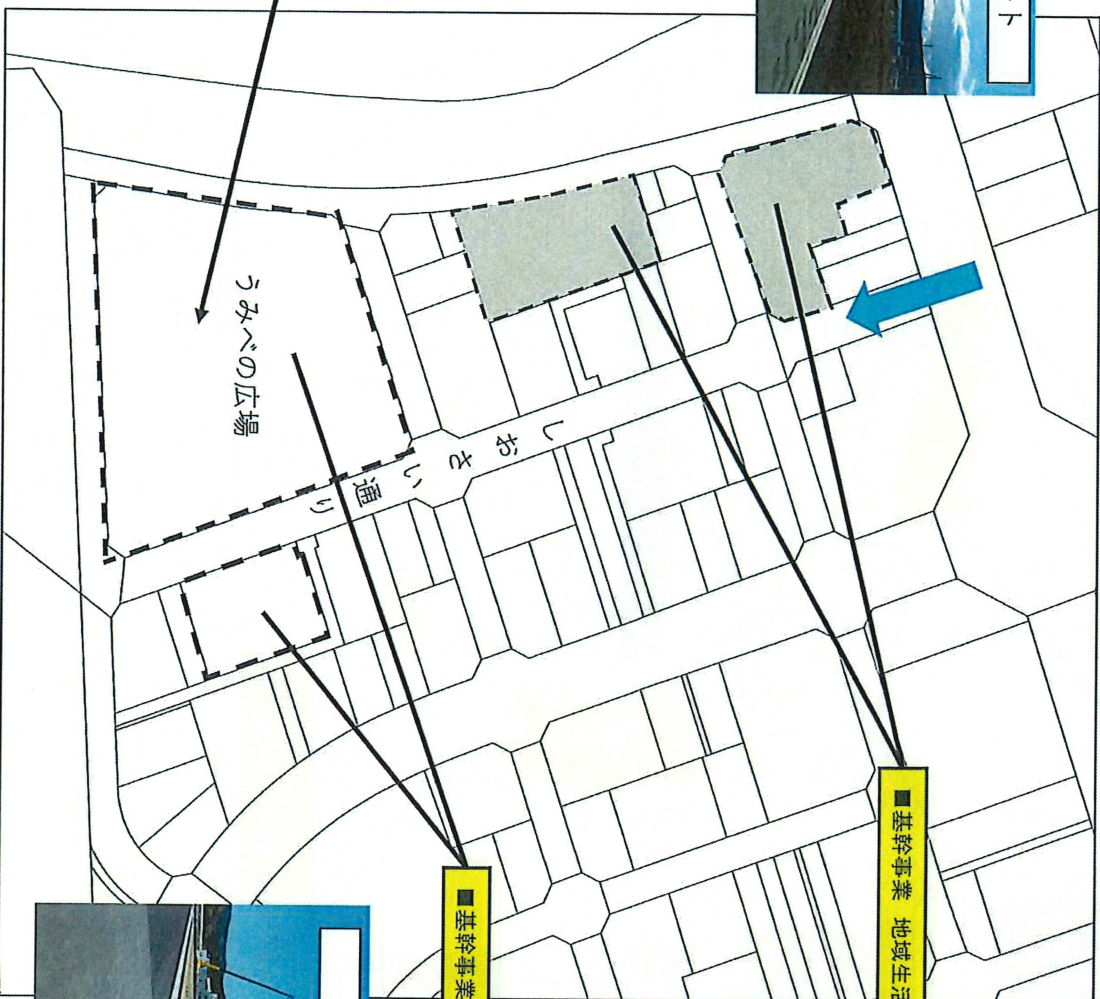 ト
うみべの広場
しおさい通り
■基幹事業 地域生活
■基幹事業